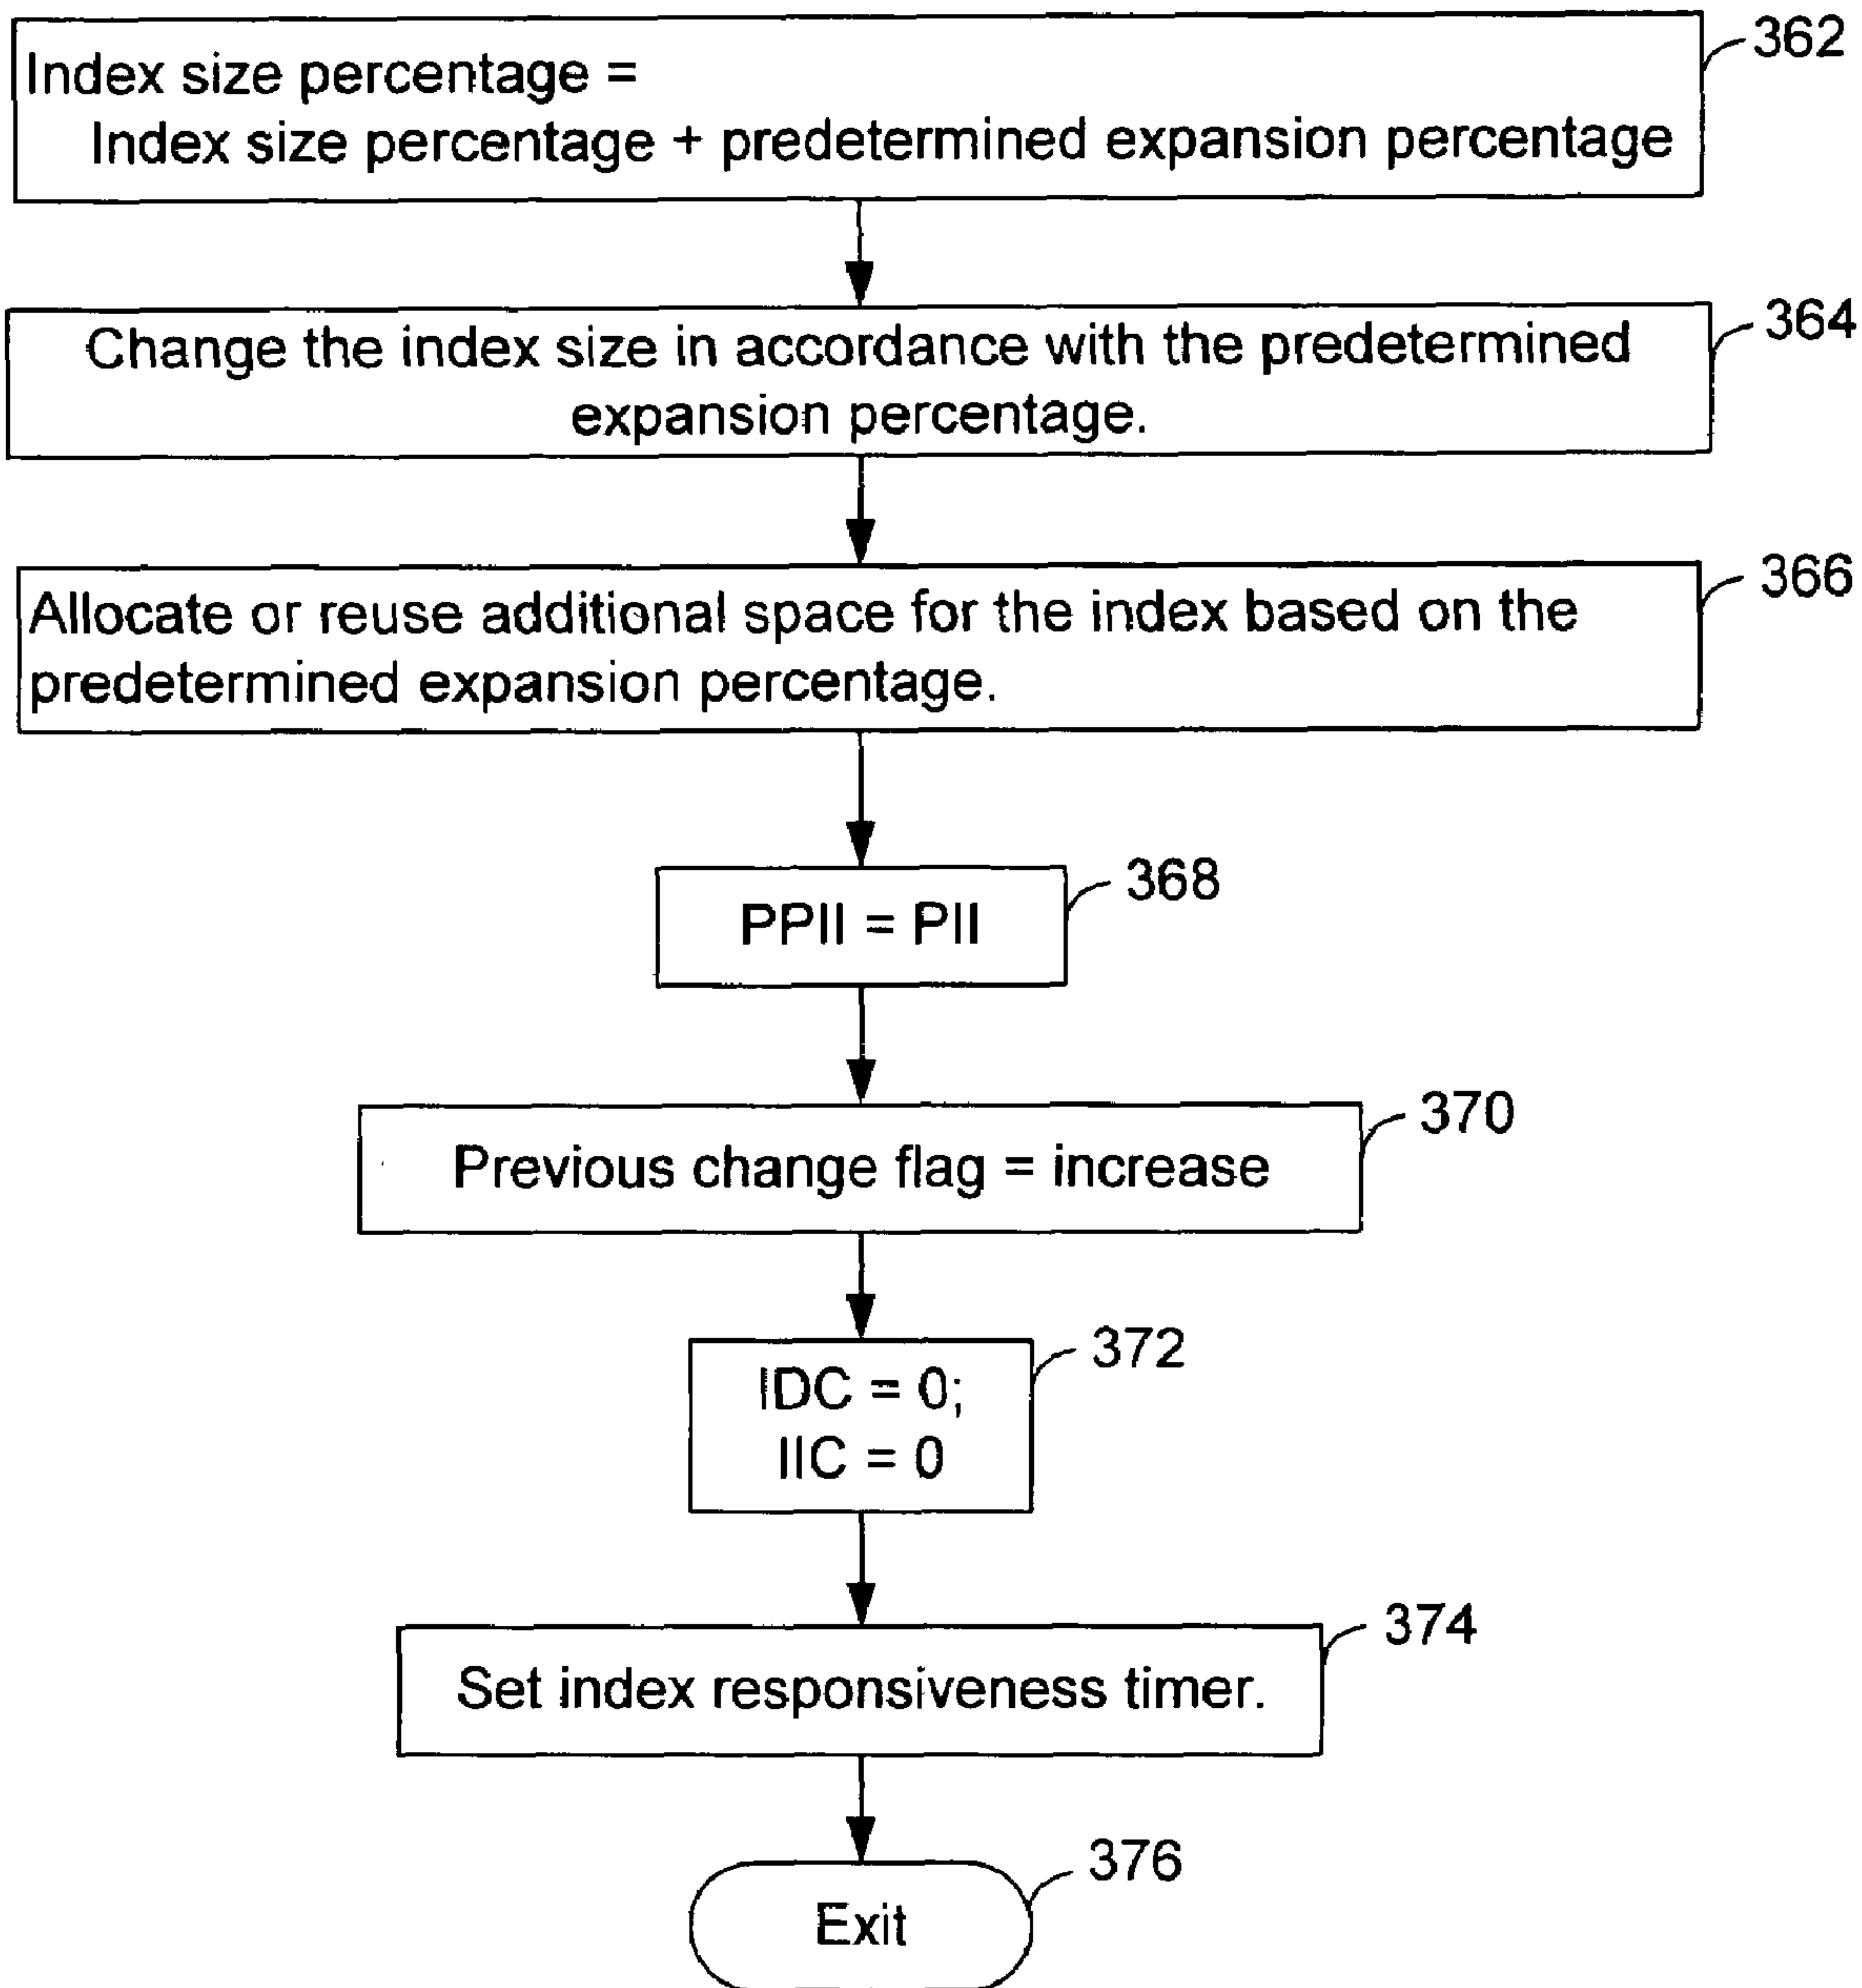 362
Index size percentage =
Index size percentage + predetermined expansion percentage
364
Change the index size in accordance with the predetermined
expansion percentage.
366
Allocate or reuse additional space for the index based on the
predetermined expansion percentage.
368
PPII = PII
370
Previous change flag = increase
372
IDC = 0;
IIC = 0
374
Set index responsiveness timer.
376
Exit